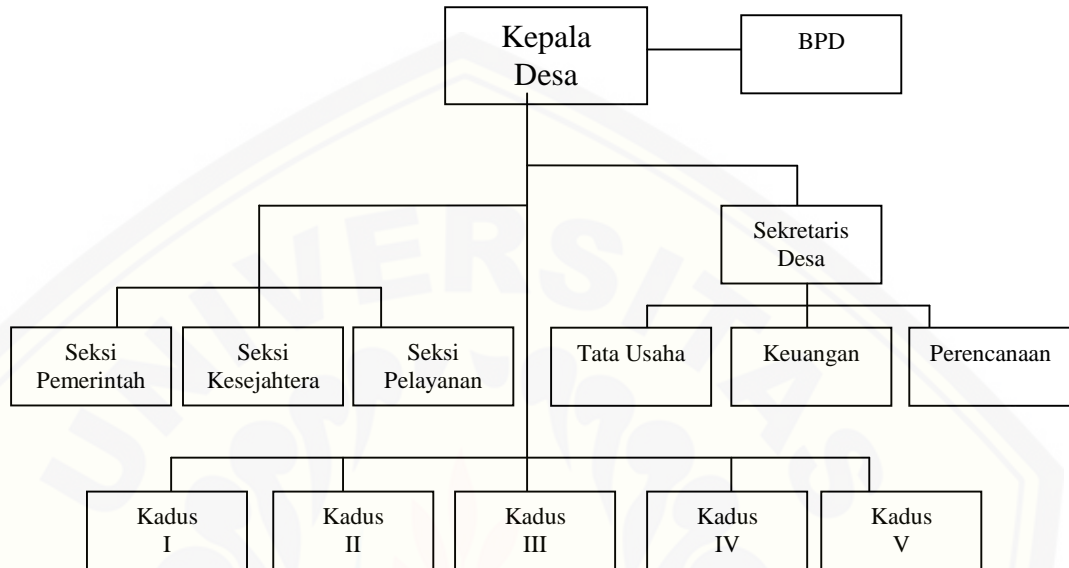 Kepala
Desa
BPD
Sekretaris
Desa
Seksi
Pemerintah
Seksi
Kesejahtera
Seksi
Pelayanan
Tata Usaha
Keuangan
Perencanaan
Kadus
I
Kadus
II
Kadus
III
Kadus
IV
Kadus
V
UNIVERSITAS